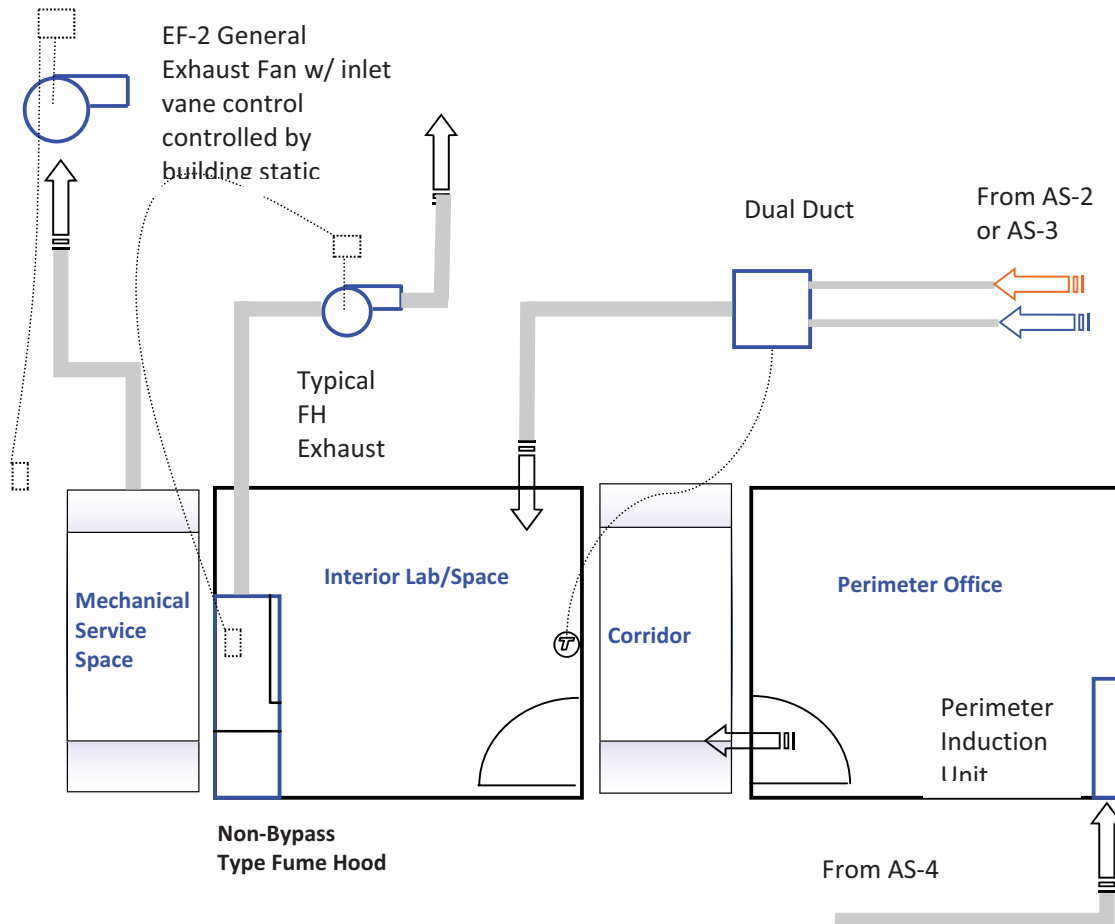 EF-2 General
Exhaust Fan w/ inlet
vane control
controlled by
building static
Dual Duct
From AS-2
or AS-3
Typical
FH
Exhaust
Mechanical
Service
Space
Interior Lab/Space
T
Corridor
Perimeter Office
Perimeter
Induction
Unit
Non-Bypass
Type Fume Hood
From AS-4